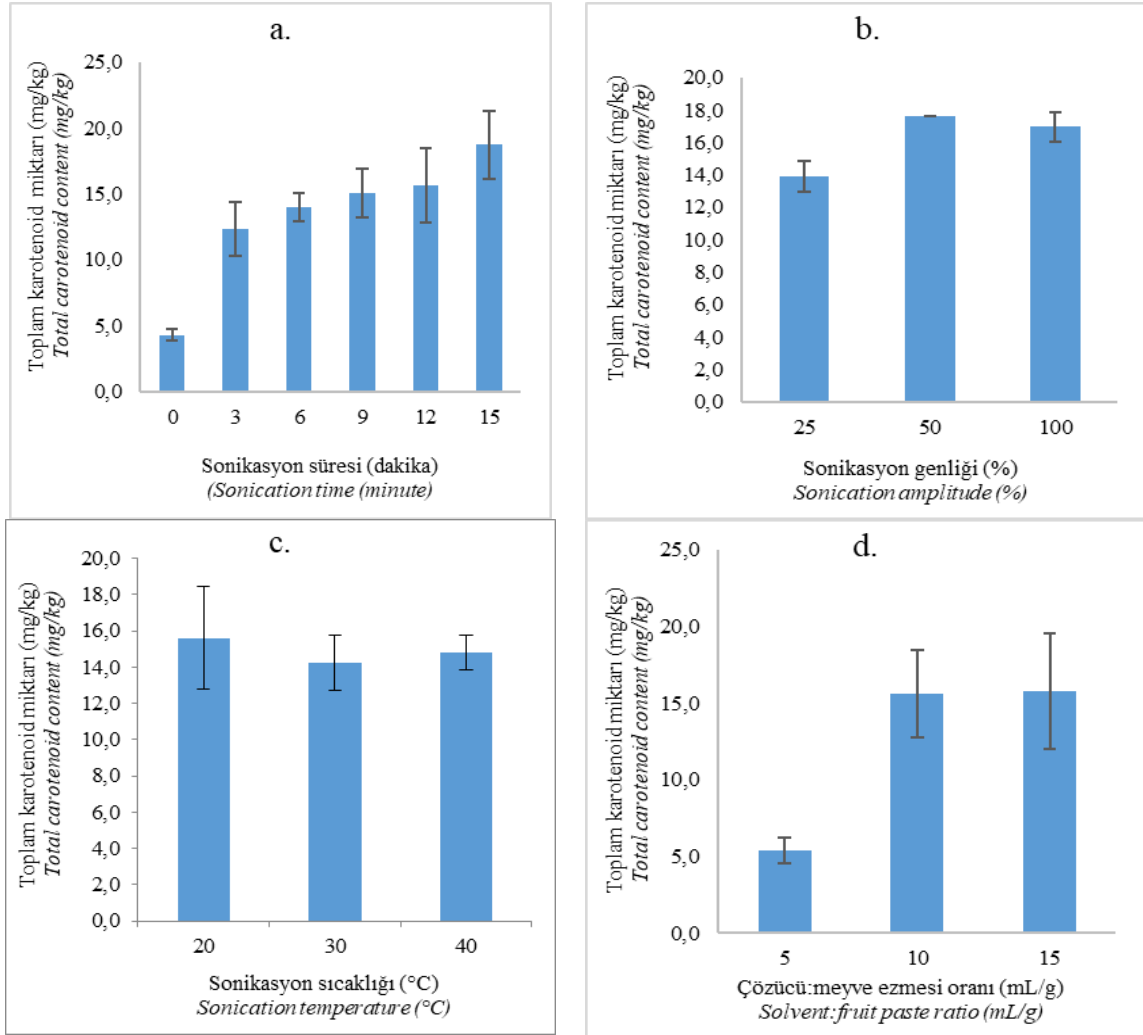 a.
Toplam karotenoid miktarı (mg/kg)
Total carotenoid content (mg/kg)
25,0
20,0
15,0
10,0
5,0
0,0
0 3 6 9 12 15
Sonikasyon süresi (dakika)
(Sonication time (minute)
b.
Toplam karotenoid miktarı (mg/kg)
Total carotenoid content (mg/kg)
20,0
18,0
16,0
14,0
12,0
10,0
8,0
6,0
4,0
2,0
0,0
25 50 100
Sonikasyon genliği (%)
Sonication amplitude (%)
c.
Toplam karotenoid miktarı (mg/kg)
Total carotenoid content (mg/kg)
20,0
18,0
16,0
14,0
12,0
10,0
8,0
6,0
4,0
2,0
0,0
20 30 40
Sonikasyon sıcaklığı (°C)
Sonication temperature (°C)
d.
Toplam karotenoid miktarı (mg/kg)
Total carotenoid content (mg/kg)
25,0
20,0
15,0
10,0
5,0
0,0
5 10 15
Çözücü:meyve ezmesi oranı (mL/g)
Solvent:fruit paste ratio (mL/g)